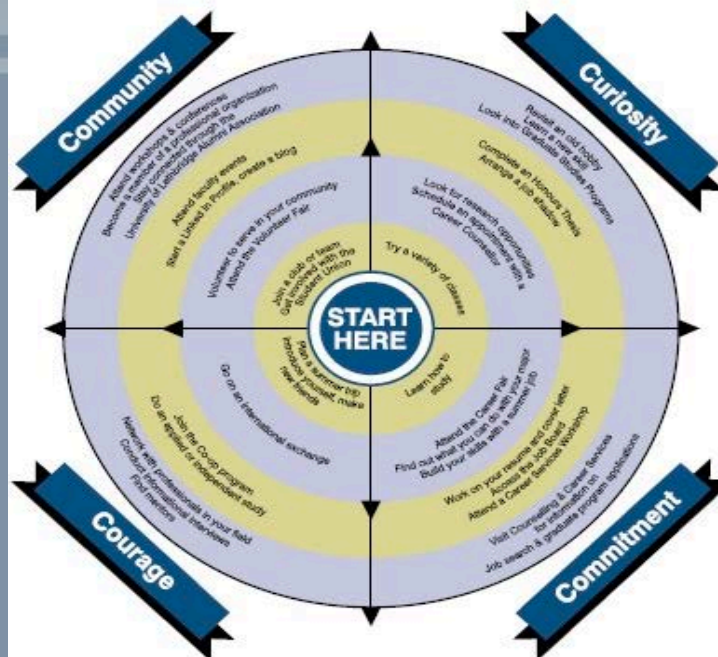 Community
Attend workshops & conferences
Become a member of a professional organization
Stay connected through the
University of Lethbridge Alumni Association
Attend faculty events
Start a Linked In Profile, create a blog
Volunteer to serve in your community
Attend the Volunteer Fair
Join a club or team
Get involved with the
Student Union
Curiosity
Revisit an old hobby
Learn a new skill
Look into Graduate Studies Programs
Complete an Honours Thesis
Arrange a job shadow
Look for research opportunities
Schedule an appointment with a
Career Counsellor
Try a variety of classes
START
HERE
Plan a summer trip
Introduce yourself, make
new friends
Go on an international exchange
Join the Co-op program
Do an applied or independent study
Network with professionals in your field
Conduct informational interviews
Find mentors
Courage
Learn how to
study
Attend the Career Fair
Find out what you can do with your major
Build your skills with a summer job
Work on your resume and cover letter
Access the Job Board
Attend a Career Services Workshop
Visit Counselling & Career Services
for information on
Job search & graduate program applications
Commitment